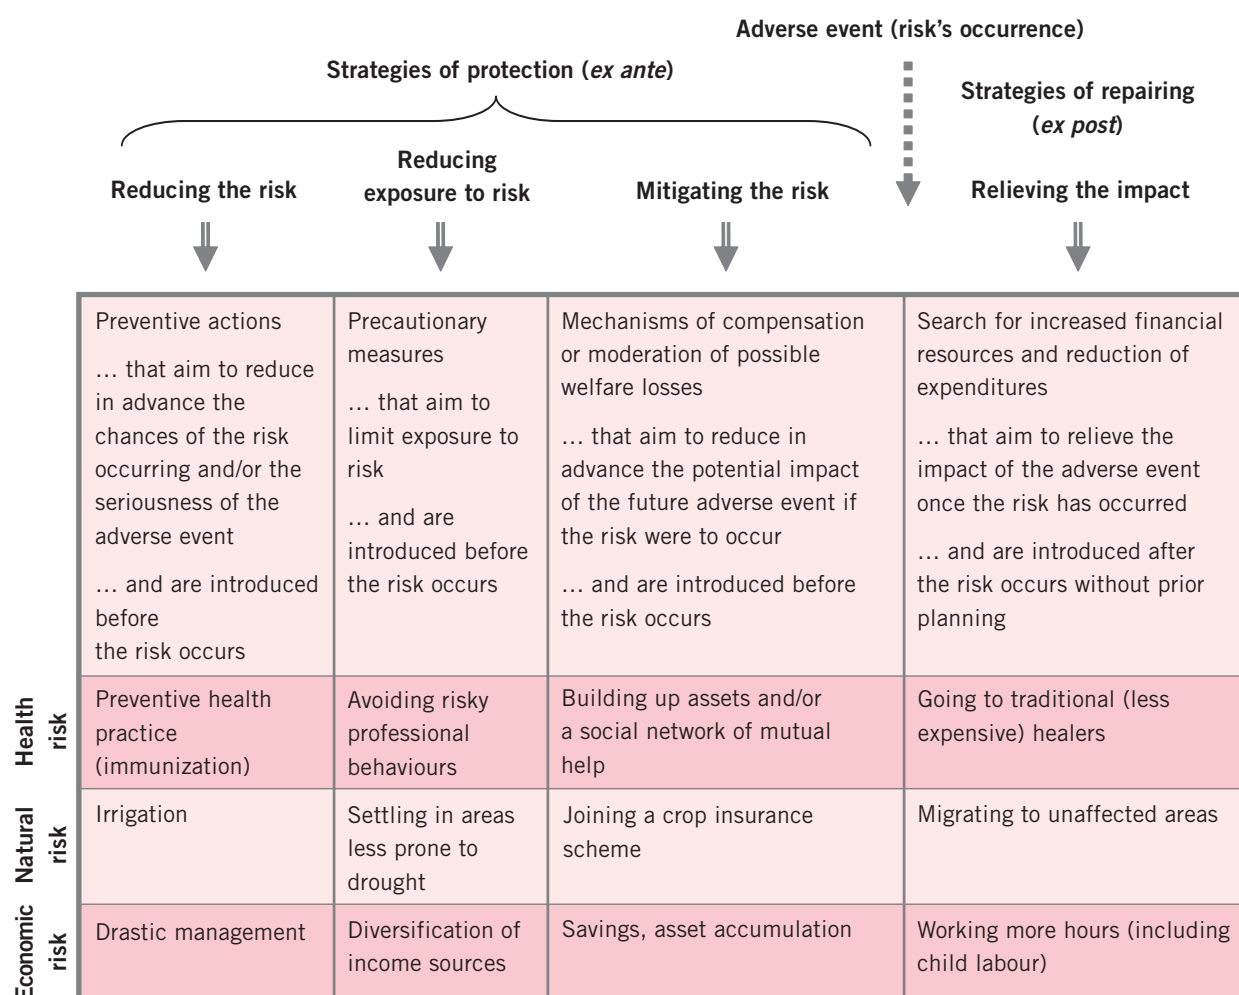 Adverse event (risk's occurrence)
Strategies of protection (ex ante)
Strategies of repairing
(ex post)
Reducing the risk
Reducing
exposure to risk
Mitigating the risk
Relieving the impact
Preventive actions
… that aim to reduce
in advance the
chances of the risk
occurring and/or the
seriousness of the
adverse event
… and are introduced
before
the risk occurs
Precautionary
measures
… that aim to
limit exposure to
risk
… and are
introduced before
the risk occurs
Mechanisms of compensation
or moderation of possible
welfare losses
… that aim to reduce in
advance the potential impact
of the future adverse event if
the risk were to occur
… and are introduced before
the risk occurs
Search for increased financial
resources and reduction of
expenditures
… that aim to relieve the
impact of the adverse event
once the risk has occurred
… and are introduced after
the risk occurs without prior
planning
Health
risk
Preventive health
practice
(immunization)
Avoiding risky
professional
behaviours
Building up assets and/or
a social network of mutual
help
Going to traditional (less
expensive) healers
Natural
risk
Irrigation
Settling in areas
less prone to
drought
Joining a crop insurance
scheme
Migrating to unaffected areas
Economic
risk
Drastic management
Diversification of
income sources
Savings, asset accumulation
Working more hours (including
child labour)